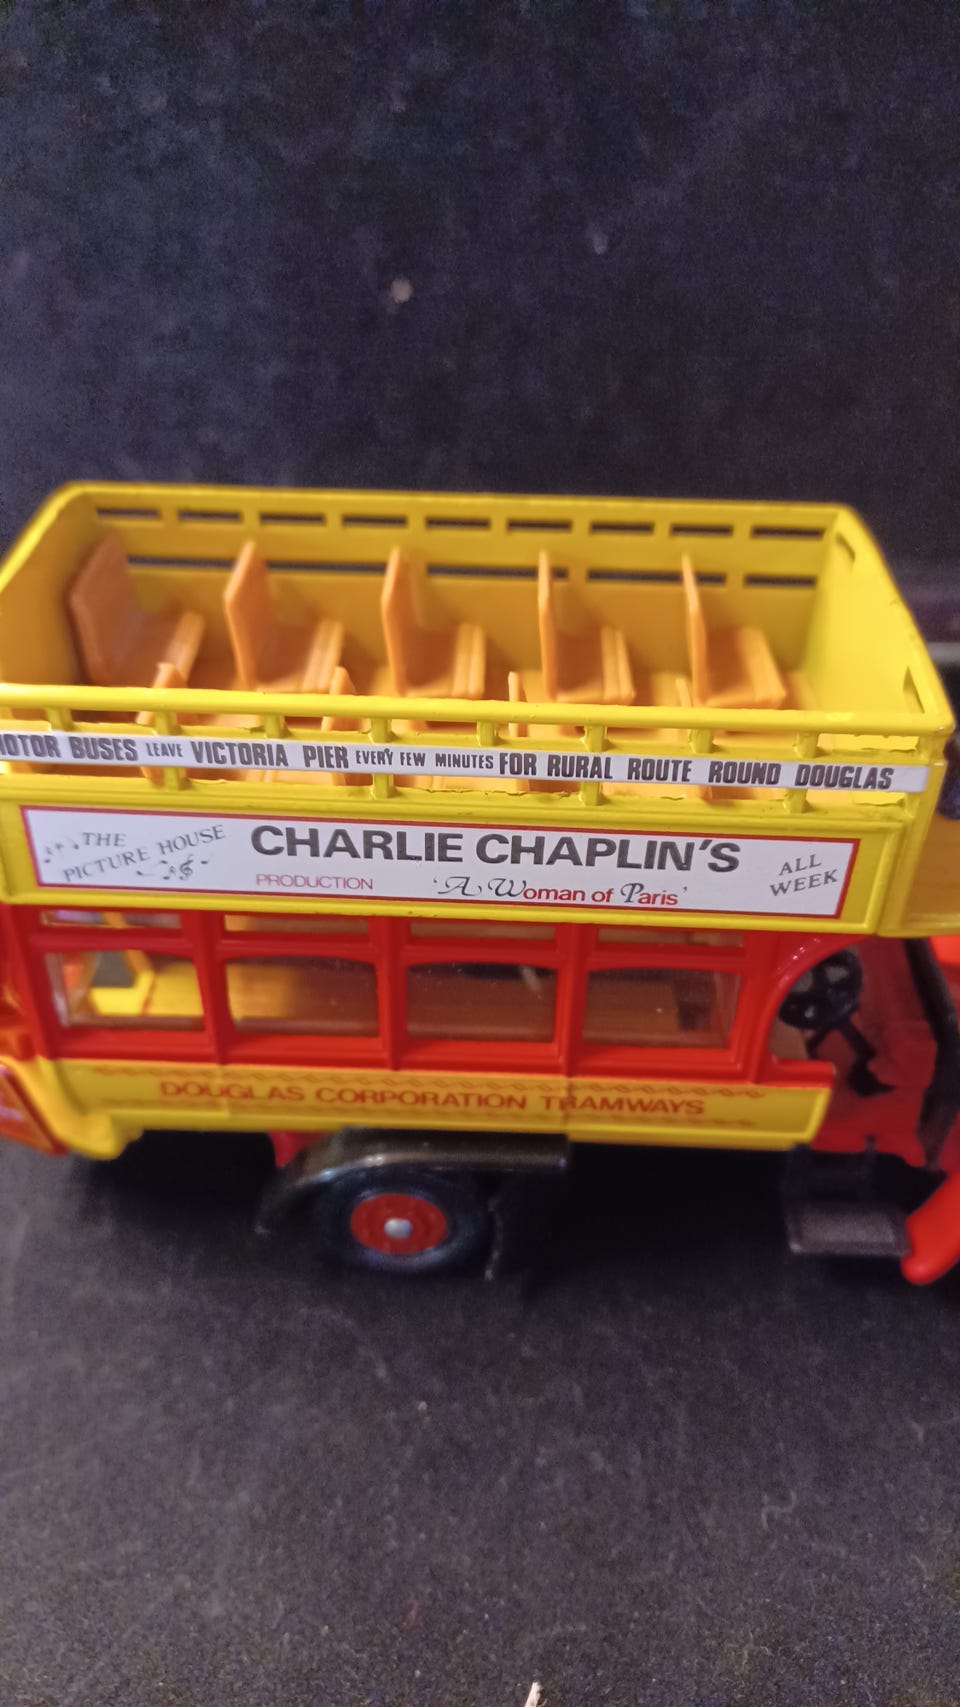 MOTOR BUSES LEAVE VICTORIA PIER EVERY FEW MINUTES FOR RURAL ROUTE ROUND DOUGLAS
THE
PICTURE HOUSE
CHARLIE CHAPLIN'S
PRODUCTION 'A Woman of Paris'
ALL
WEEK
DOUGLAS CORPORATION TRAMWAYS